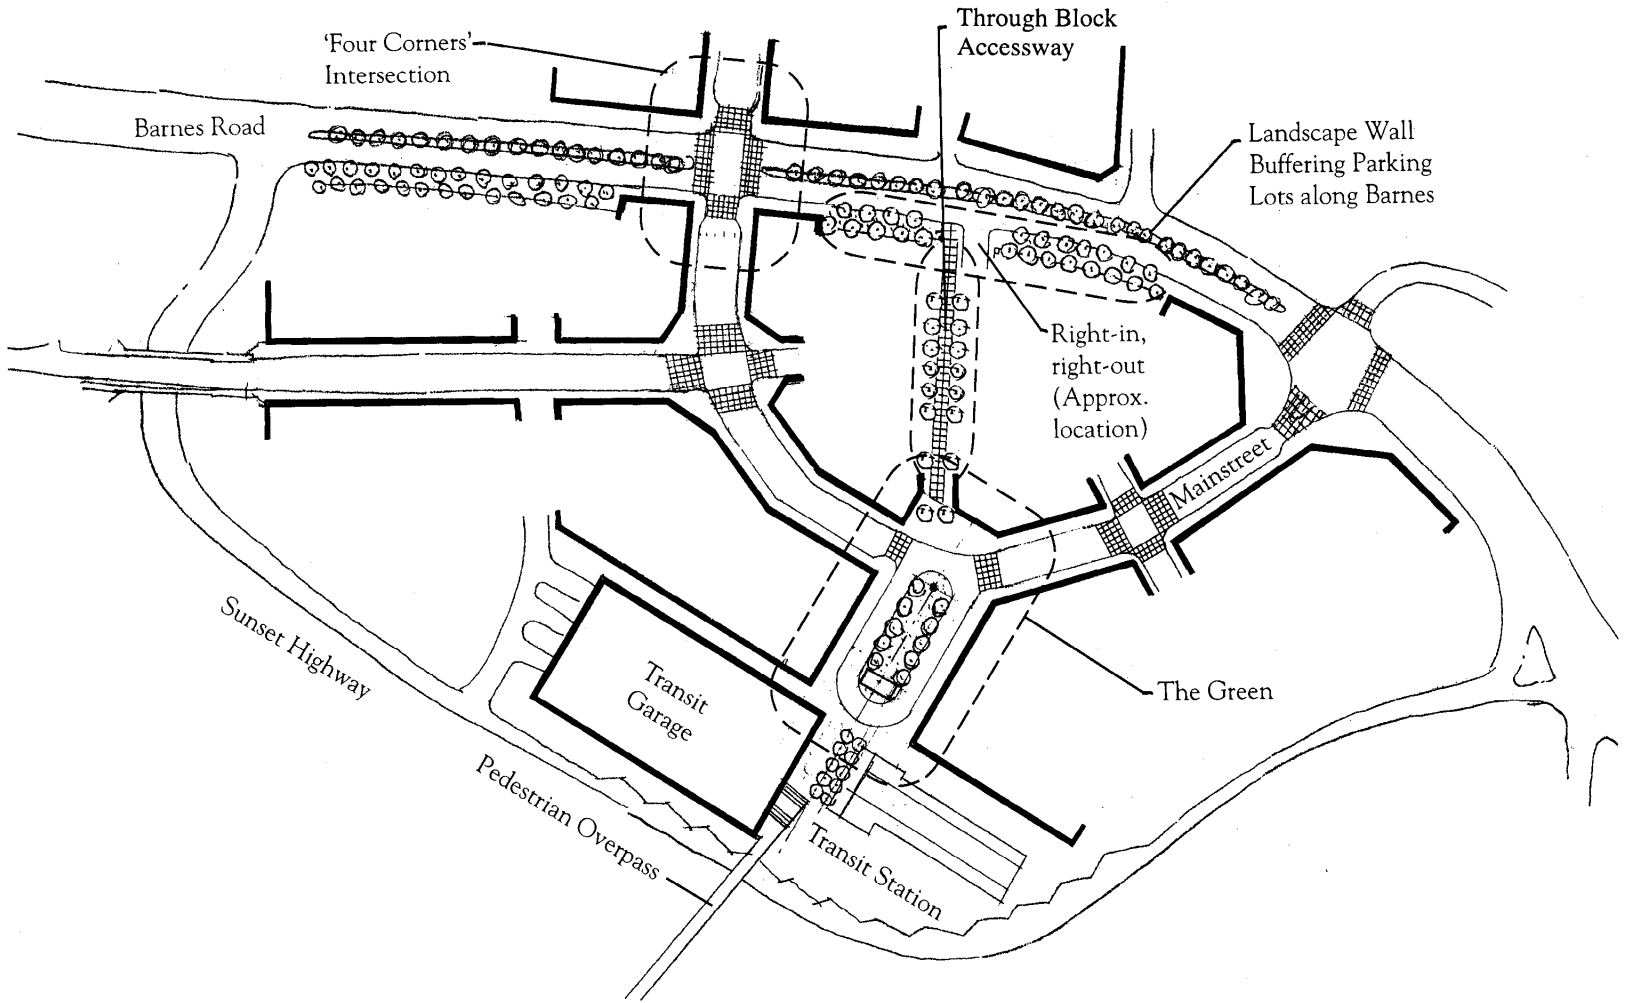 Through Block
Accessway
'Four Corners'
Intersection
Barnes Road
Landscape Wall
Buffering Parking
Lots along Barnes
Right-in,
right-out
(Approx.
location)
Mainstreet
Sunset Highway
Transit
Garage
The Green
Pedestrian Overpass
Transit Station